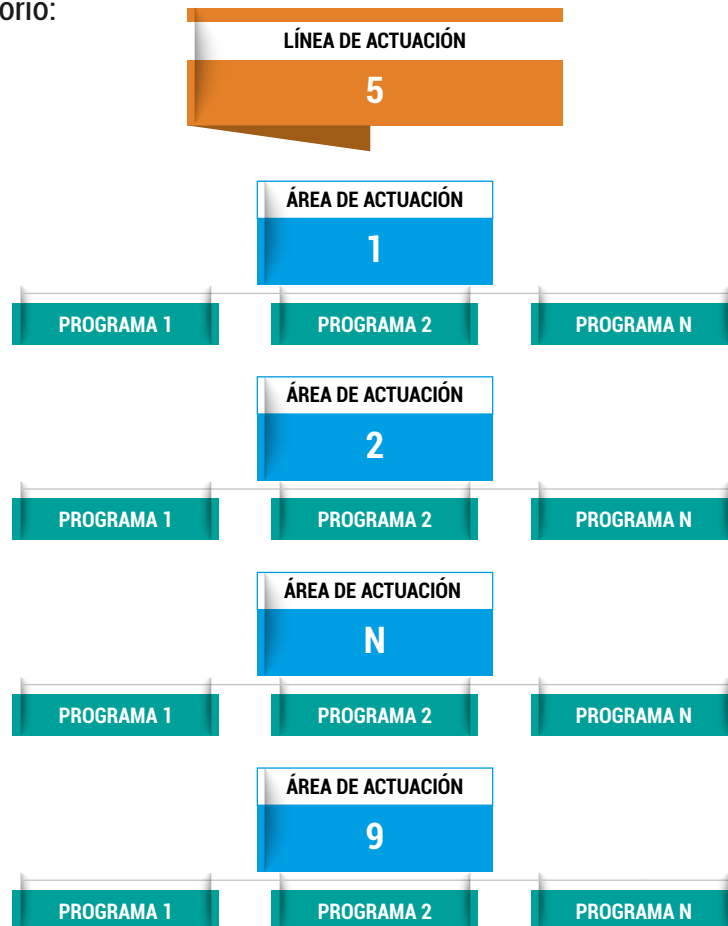 orio:
LÍNEA DE ACTUACIÓN
5
ÁREA DE ACTUACIÓN
1
PROGRAMA 1 PROGRAMA 2 PROGRAMA N
ÁREA DE ACTUACIÓN
2
PROGRAMA 1 PROGRAMA 2 PROGRAMA N
ÁREA DE ACTUACIÓN
N
PROGRAMA 1 PROGRAMA 2 PROGRAMA N
ÁREA DE ACTUACIÓN
9
PROGRAMA 1 PROGRAMA 2 PROGRAMA N